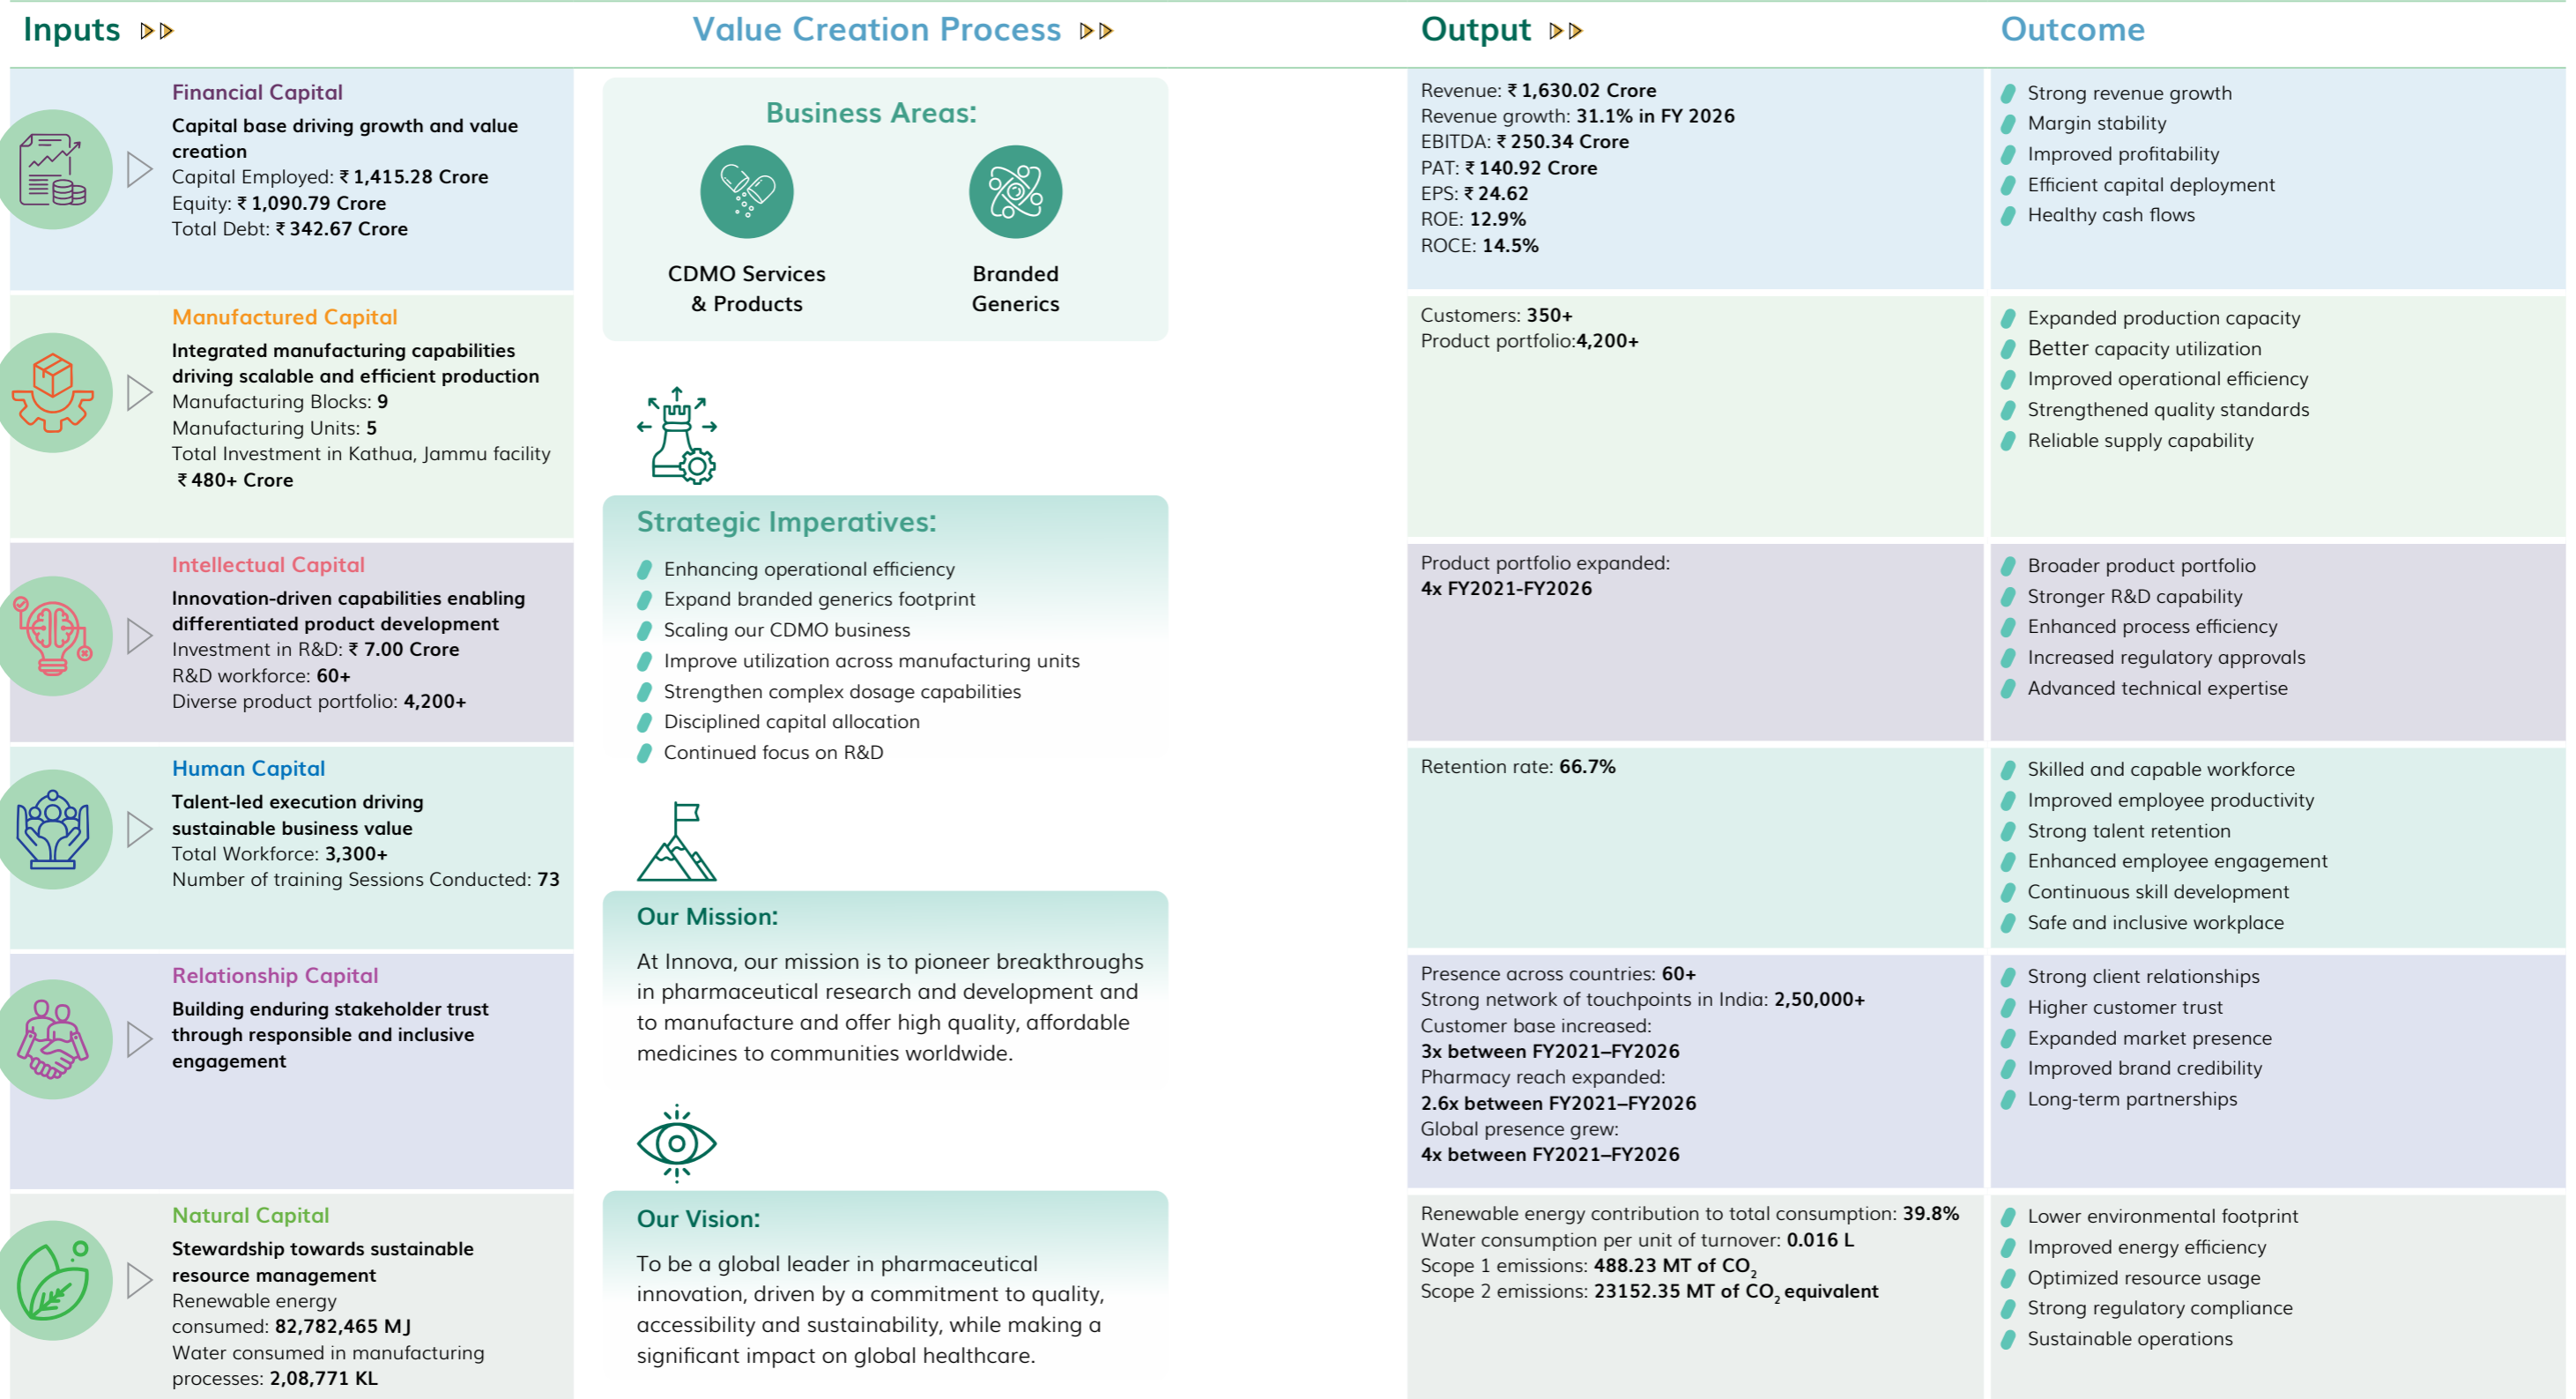 Inputs
Value Creation Process
Output
Outcome
Financial Capital
Capital base driving growth and value
creation
Capital Employed: ₹ 1,415.28 Crore
Equity: ₹ 1,090.79 Crore
Total Debt: ₹ 342.67 Crore
Manufactured Capital
Integrated manufacturing capabilities
driving scalable and efficient production
Manufacturing Blocks: 9
Manufacturing Units: 5
Total Investment in Kathua, Jammu facility
₹ 480+ Crore
Intellectual Capital
Innovation-driven capabilities enabling
differentiated product development
Investment in R&D: ₹ 7.00 Crore
R&D workforce: 60+
Diverse product portfolio: 4,200+
Human Capital
Talent-led execution driving
sustainable business value
Total Workforce: 3,300+
Number of training Sessions Conducted: 73
Relationship Capital
Building enduring stakeholder trust
through responsible and inclusive
engagement
Natural Capital
Stewardship towards sustainable
resource management
Renewable energy
consumed: 82,782,465 MJ
Water consumed in manufacturing
processes: 2,08,771 KL
Business Areas:
CDMO Services
& Products
Branded
Generics
Strategic Imperatives:
Enhancing operational efficiency
Expand branded generics footprint
Scaling our CDMO business
Improve utilization across manufacturing units
Strengthen complex dosage capabilities
Disciplined capital allocation
Continued focus on R&D
Our Mission:
At Innova, our mission is to pioneer breakthroughs
in pharmaceutical research and development and
to manufacture and offer high quality, affordable
medicines to communities worldwide.
Our Vision:
To be a global leader in pharmaceutical
innovation, driven by a commitment to quality,
accessibility and sustainability, while making a
significant impact on global healthcare.
Revenue: ₹ 1,630.02 Crore
Revenue growth: 31.1% in FY 2026
EBITDA: ₹ 250.34 Crore
PAT: ₹ 140.92 Crore
EPS: ₹ 24.62
ROE: 12.9%
ROCE: 14.5%
Customers: 350+
Product portfolio:4,200+
Product portfolio expanded:
4x FY2021-FY2026
Retention rate: 66.7%
Presence across countries: 60+
Strong network of touchpoints in India: 2,50,000+
Customer base increased:
3x between FY2021–FY2026
Pharmacy reach expanded:
2.6x between FY2021–FY2026
Global presence grew:
4x between FY2021–FY2026
Renewable energy contribution to total consumption: 39.8%
Water consumption per unit of turnover: 0.016 L
Scope 1 emissions: 488.23 MT of CO₂
Scope 2 emissions: 23152.35 MT of CO₂ equivalent
Strong revenue growth
Margin stability
Improved profitability
Efficient capital deployment
Healthy cash flows
Expanded production capacity
Better capacity utilization
Improved operational efficiency
Strengthened quality standards
Reliable supply capability
Broader product portfolio
Stronger R&D capability
Enhanced process efficiency
Increased regulatory approvals
Advanced technical expertise
Skilled and capable workforce
Improved employee productivity
Strong talent retention
Enhanced employee engagement
Continuous skill development
Safe and inclusive workplace
Strong client relationships
Higher customer trust
Expanded market presence
Improved brand credibility
Long-term partnerships
Lower environmental footprint
Improved energy efficiency
Optimized resource usage
Strong regulatory compliance
Sustainable operations